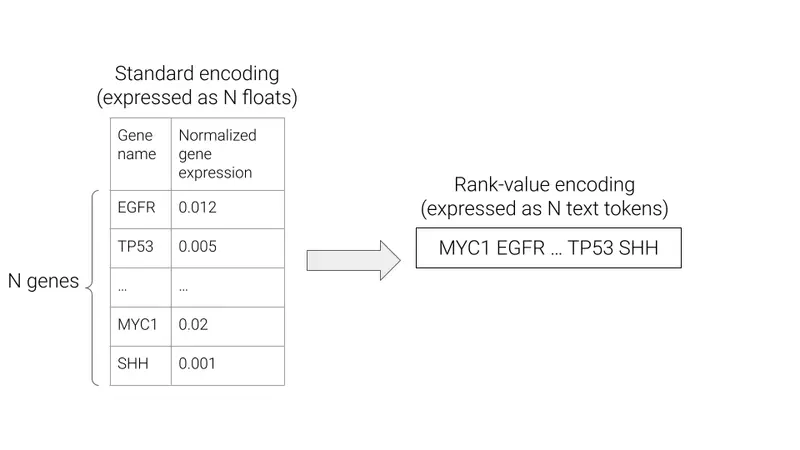 Standard encoding
(expressed as N floats)
Gene name
Normalized gene expression
EGFR 0.012
TP53 0.005
... ...
MYC1 0.02
SHH 0.001
N genes
Rank-value encoding
(expressed as N text tokens)
MYC1 EGFR ... TP53 SHH